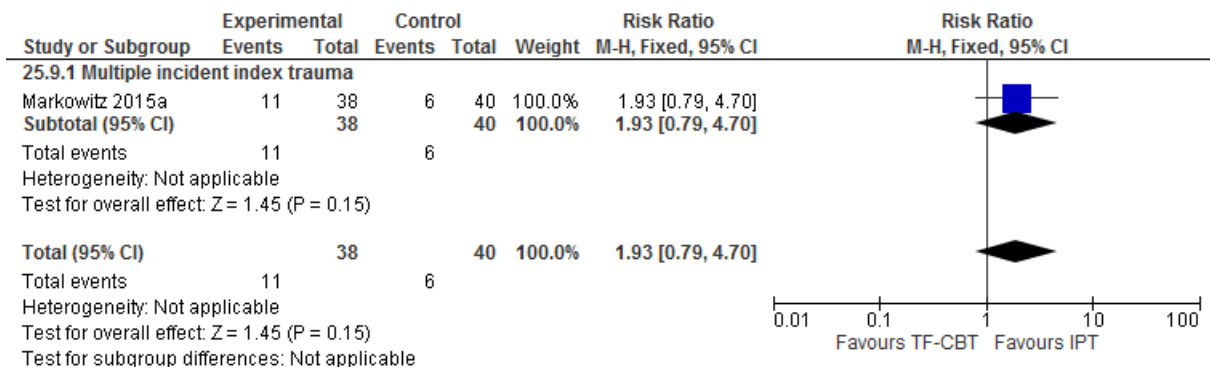 Experimental Control Risk Ratio Risk Ratio
Study or Subgroup Events Total Events Total Weight M-H, Fixed, 95% CI M-H, Fixed, 95% CI
25.9.1 Multiple incident index trauma
Markowitz 2015a 11 38 6 40 100.0% 1.93 [0.79, 4.70]
Subtotal (95% CI) 38 40 100.0% 1.93 [0.79, 4.70]
Total events 11 6
Heterogeneity: Not applicable
Test for overall effect: Z = 1.45 (P = 0.15)
Total (95% CI) 38 40 100.0% 1.93 [0.79, 4.70]
Total events 11 6
Heterogeneity: Not applicable
Test for overall effect: Z = 1.45 (P = 0.15)
Test for subgroup differences: Not applicable
0.01 0.1 1 10 100
Favours TF-CBT Favours IPT